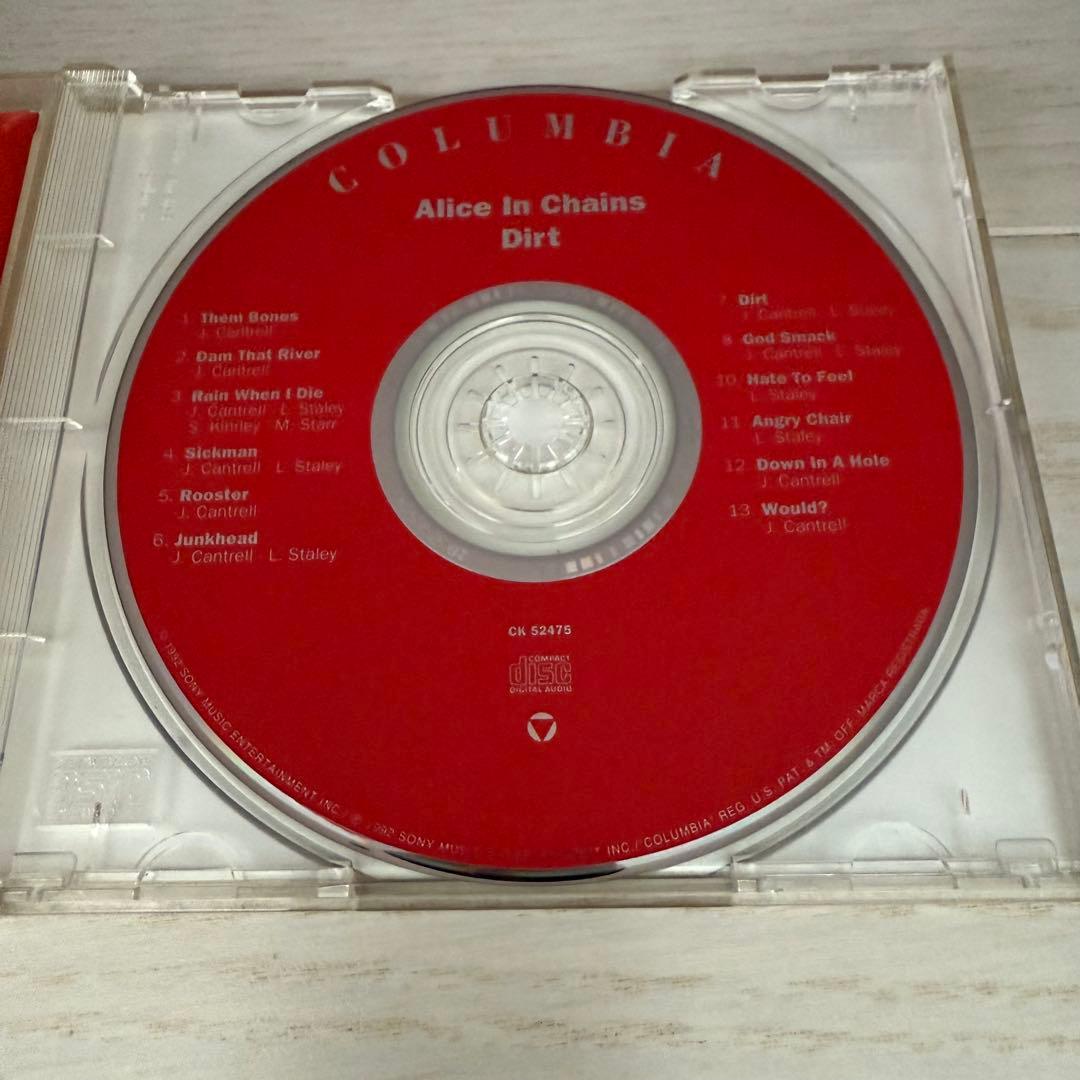 COLUMBIA
Alice In Chains
Dirt
1. Them Bones
J. Cantrell
2. Dam That River
J. Cantrell
3. Rain When I Die
J. Cantrell L. Staley
S. Kinney M. Starr
4. Sickman
J. Cantrell L. Staley
5. Rooster
J. Cantrell
6. Junkhead
J. Cantrell L. Staley
7. Dirt
J. Cantrell L. Staley
8. God Smack
J. Cantrell L. Staley
10. Hate To Feel
L. Staley
11. Angry Chair
L. Staley
12. Down In A Hole
J. Cantrell
13. Would?
J. Cantrell
CK 52475
COMPACT
disc
DIGITAL AUDIO
© 1992 SONY MUSIC ENTERTAINMENT INC./ ℗ 1992 SONY INC./ COLUMBIA REG. U.S. PAT. & TM. OFF. MARCA REGISTRADA